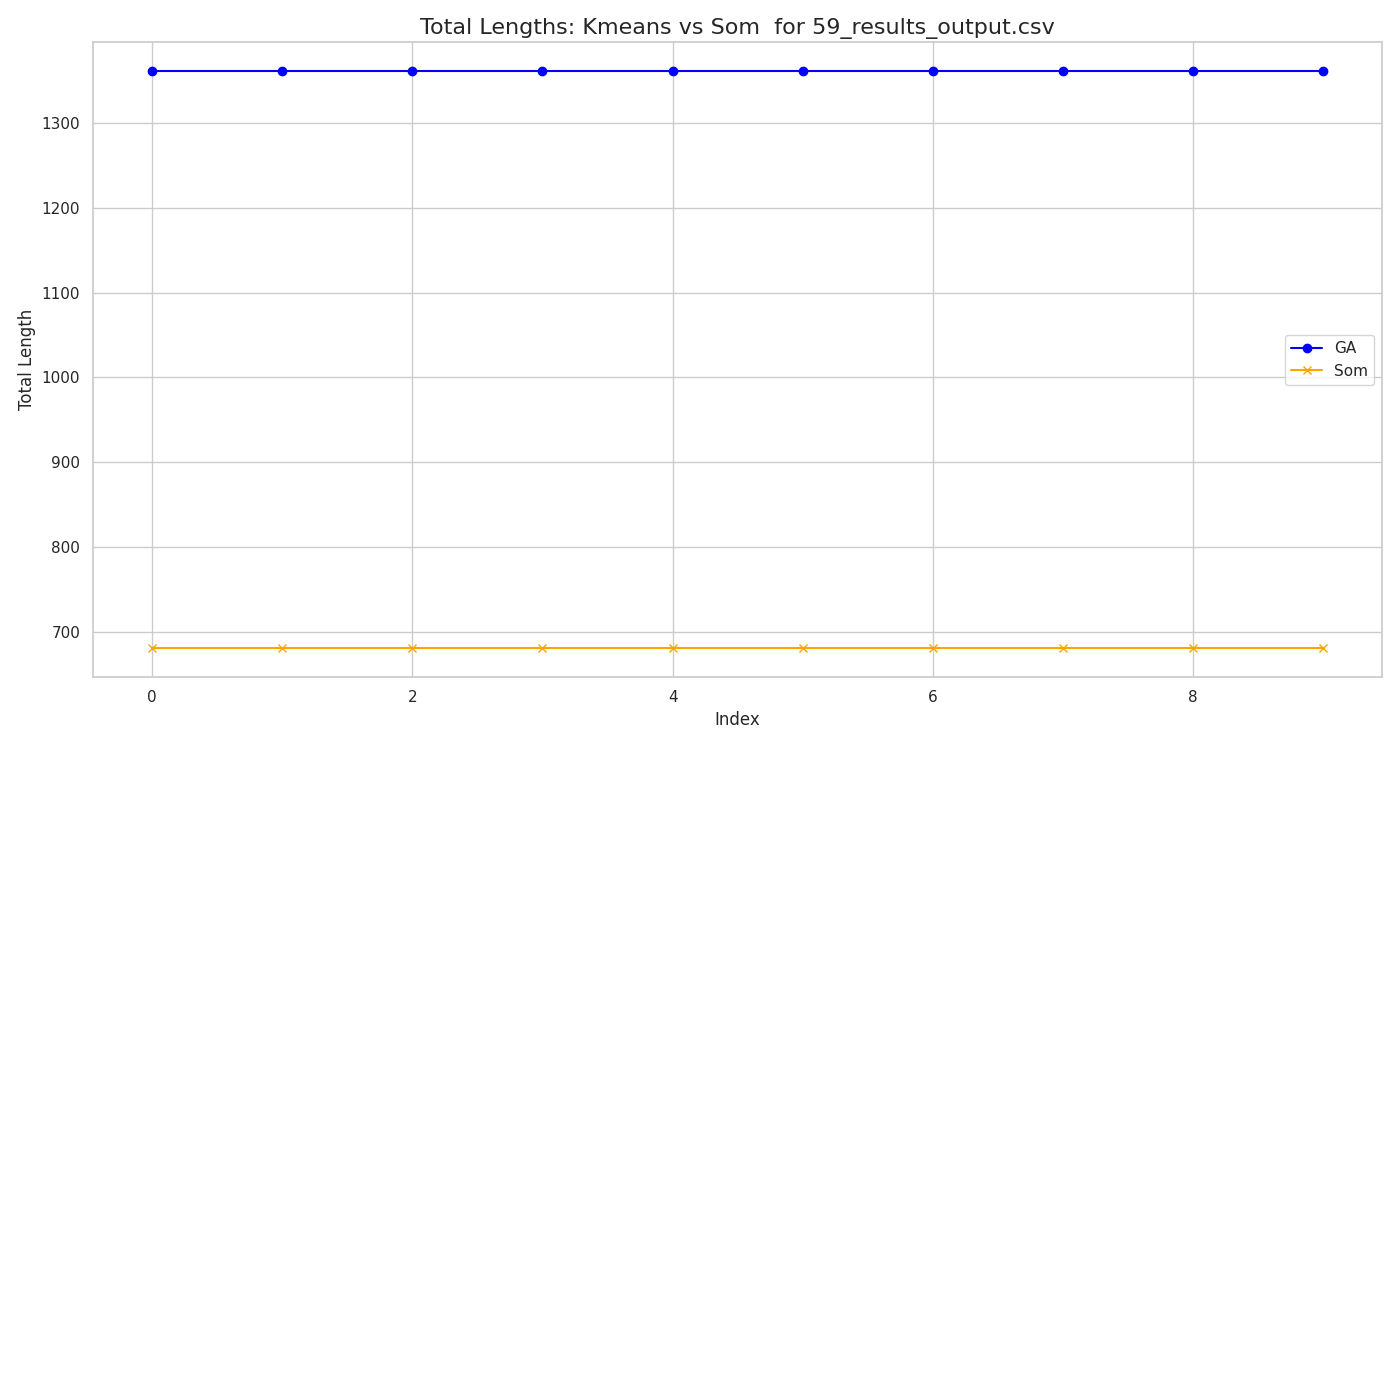 Total Lengths: Kmeans vs Som  for 59_results_output.csv
1300
1200
1100
1000
900
800
700
Total Length
GA
Som
0 2 4 6 8
Index